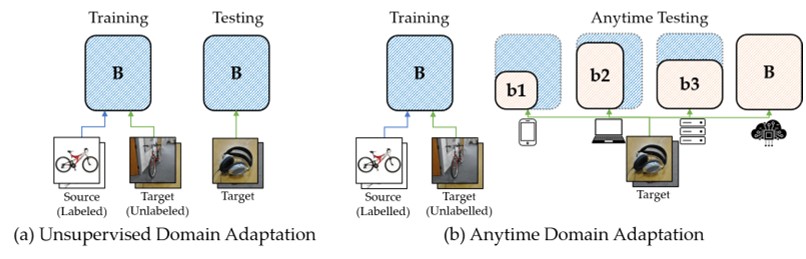 Training
Testing
B
B
Source
(Labeled)
Target
(Unlabeled)
Target
(a) Unsupervised Domain Adaptation
Training
Anytime Testing
B
b1
b2
b3
B
Source
(Labelled)
Target
(Unlabelled)
Target
(b) Anytime Domain Adaptation